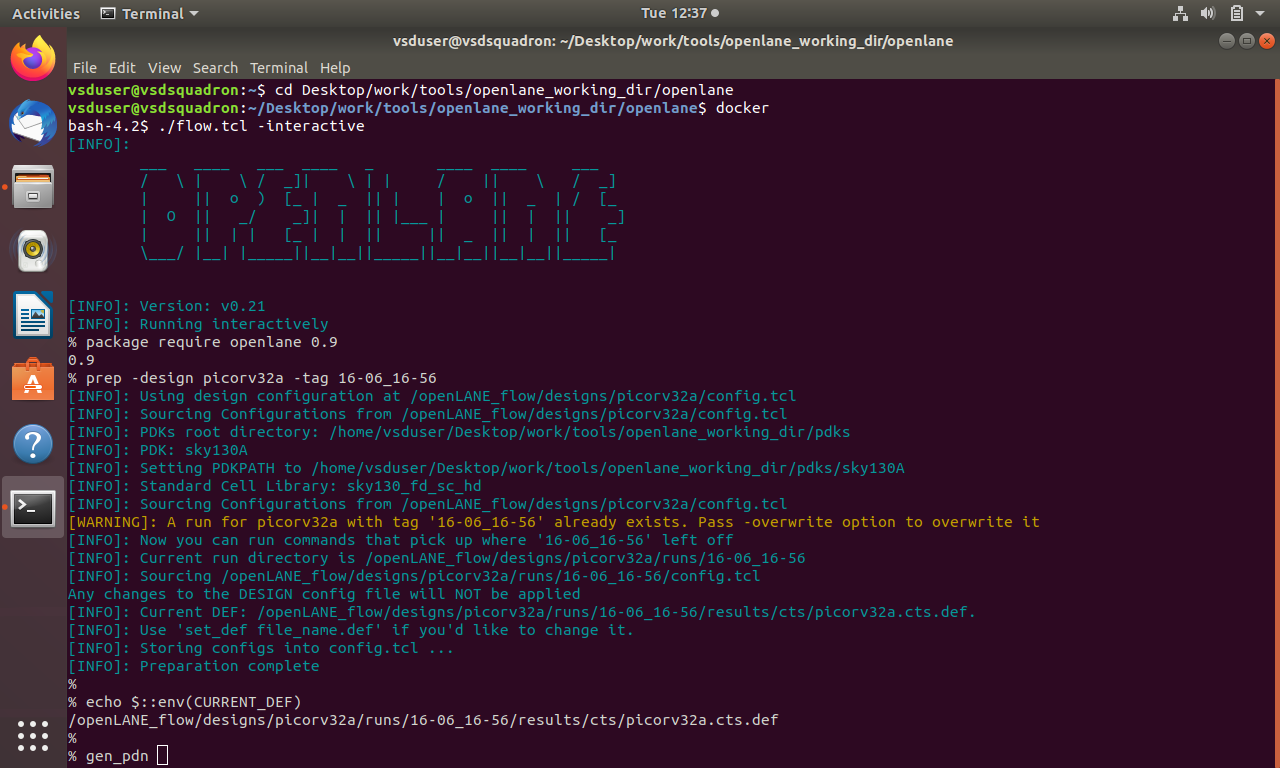 Activities Terminal Tue 12:37
vsduser@vsdsquadron: ~/Desktop/work/tools/openlane_working_dir/openlane
File Edit View Search Terminal Help
vsduser@vsdsquadron:~$ cd Desktop/work/tools/openlane_working_dir/openlane
vsduser@vsdsquadron:~/Desktop/work/tools/openlane_working_dir/openlane$ docker
bash-4.2$ ./flow.tcl -interactive
[INFO]:
OPENLANE
[INFO]: Version: v0.21
[INFO]: Running interactively
% package require openlane 0.9
0.9
% prep -design picorv32a -tag 16-06_16-56
[INFO]: Using design configuration at /openLANE_flow/designs/picorv32a/config.tcl
[INFO]: Sourcing Configurations from /openLANE_flow/designs/picorv32a/config.tcl
[INFO]: PDKs root directory: /home/vsduser/Desktop/work/tools/openlane_working_dir/pdks
[INFO]: PDK: sky130A
[INFO]: Setting PDKPATH to /home/vsduser/Desktop/work/tools/openlane_working_dir/pdks/sky130A
[INFO]: Standard Cell Library: sky130_fd_sc_hd
[INFO]: Sourcing Configurations from /openLANE_flow/designs/picorv32a/config.tcl
[WARNING]: A run for picorv32a with tag '16-06_16-56' already exists. Pass -overwrite option to overwrite it
[INFO]: Now you can run commands that pick up where '16-06_16-56' left off
[INFO]: Current run directory is /openLANE_flow/designs/picorv32a/runs/16-06_16-56
[INFO]: Sourcing /openLANE_flow/designs/picorv32a/runs/16-06_16-56/config.tcl
Any changes to the DESIGN config file will NOT be applied
[INFO]: Current DEF: /openLANE_flow/designs/picorv32a/runs/16-06_16-56/results/cts/picorv32a.cts.def.
[INFO]: Use 'set_def file_name.def' if you'd like to change it.
[INFO]: Storing configs into config.tcl ...
[INFO]: Preparation complete
%
% echo $::env(CURRENT_DEF)
/openLANE_flow/designs/picorv32a/runs/16-06_16-56/results/cts/picorv32a.cts.def
%
% gen_pdn